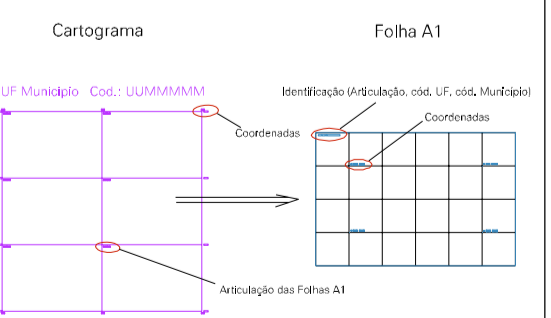 Cartograma
Folha A1
UF Município Cod.: UUMMMMM
Identificação (Articulação, cód. UF, cód. Município)
Coordenadas
Coordenadas
Articulação das Folhas A1